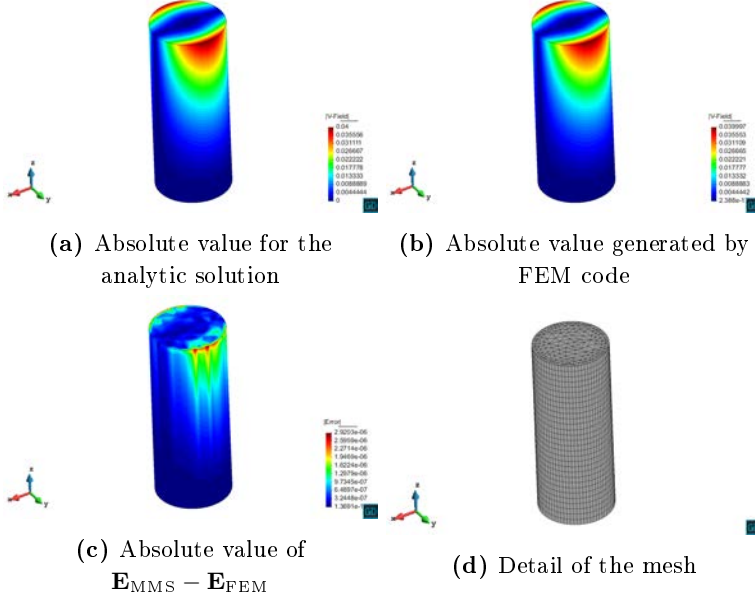 |V-Field|
0.04
0.035556
0.031111
0.026667
0.022222
0.017778
0.013333
0.0088889
0.0044444
0
z
x
y
|V-Field|
0.039997
0.035553
0.031109
0.026665
0.022221
0.017777
0.013332
0.0088883
0.0044442
z
x
y
(a) Absolute value for the
analytic solution
(b) Absolute value generated by
FEM code
|Error|
2.9203e-06
2.5959e-06
2.2714e-06
1.9469e-06
1.6224e-06
1.2979e-06
9.7345e-07
6.4897e-07
3.2448e-07
z
x
y
z
x
y
(c) Absolute value of
E_MMS − E_FEM
(d) Detail of the mesh